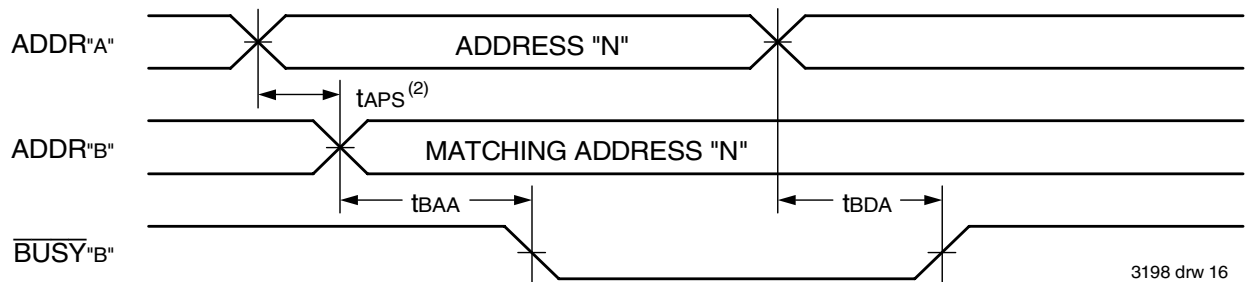 ADDR"A"
ADDRESS "N"
tAPS (2)
ADDR"B"
MATCHING ADDRESS "N"
tBAA
tBDA
BUSY"B"
3198 drw 16